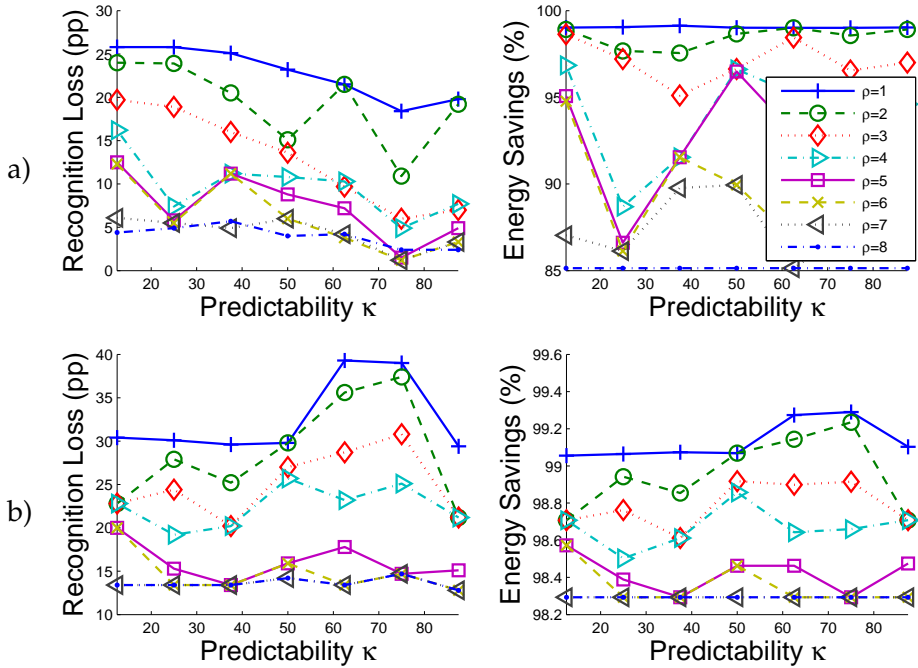 a)
Recognition Loss (pp)
30
25
20
15
10
5
0
20 30 40 50 60 70 80
Predictability κ
Energy Savings (%)
100
95
90
85
20 30 40 50 60 70 80
Predictability κ
ρ=1
ρ=2
ρ=3
ρ=4
ρ=5
ρ=6
ρ=7
ρ=8
b)
Recognition Loss (pp)
40
35
30
25
20
15
10
20 30 40 50 60 70 80
Predictability κ
Energy Savings (%)
99.6
99.4
99.2
99
98.8
98.6
98.4
98.2
20 30 40 50 60 70 80
Predictability κ